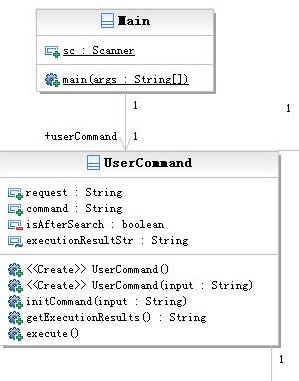 Main
sc : Scanner
main(args : String[])
1
1
+userCommand
1
UserCommand
request : String
command : String
isAfterSearch : boolean
executionResultStr : String
<<Create>> UserCommand()
<<Create>> UserCommand(input : String)
initCommand(input : String)
getExecutionResults() : String
execute()
1